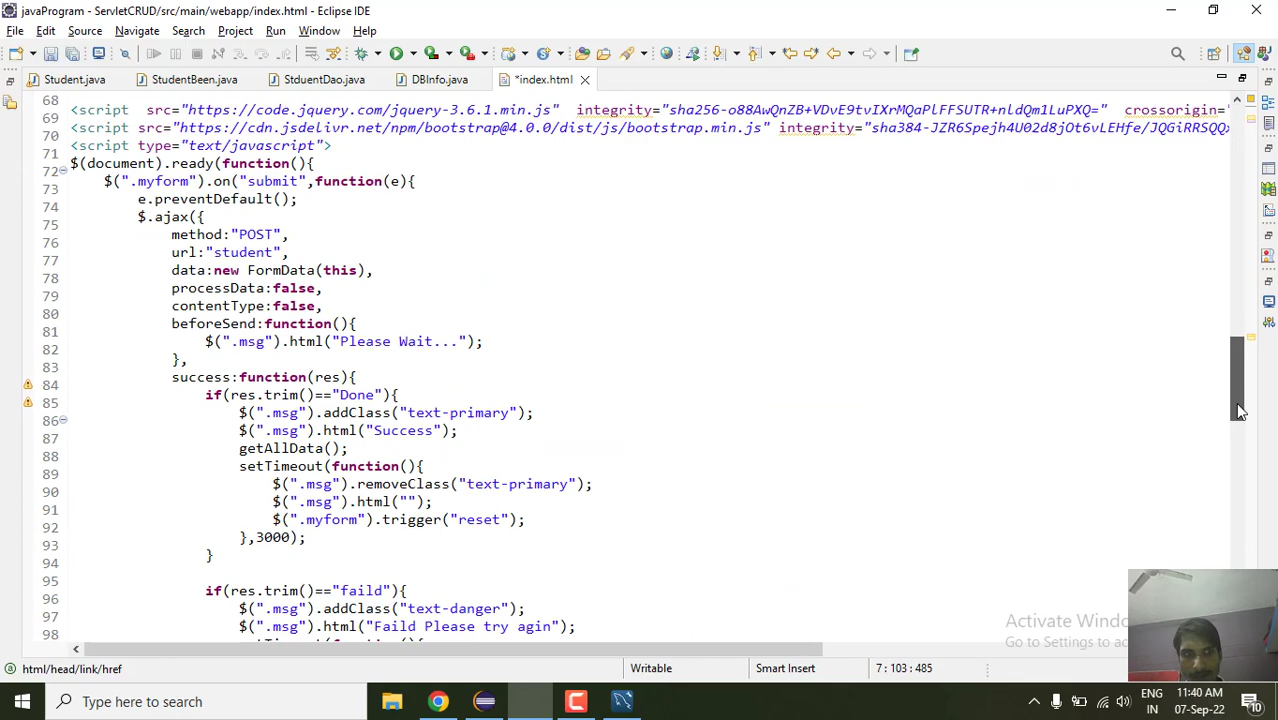 javaProgram - ServletCRUD/src/main/webapp/index.html - Eclipse IDE
File Edit Source Navigate Search Project Run Window Help
Student.java StudentBeen.java StduentDao.java DBInfo.java *index.html
68
69 <script src="https://code.jquery.com/jquery-3.6.1.min.js" integrity="sha256-o88AwQnZB+VDvE9tvIXrMQaPlFFSUTR+nldQm1LuPXQ=" crossorigin=
70 <script src="https://cdn.jsdelivr.net/npm/bootstrap@4.0.0/dist/js/bootstrap.min.js" integrity="sha384-JZR6Spejh4U02d8jOt6vLEHfe/JQGiRRSQQx
71 <script type="text/javascript">
72 $(document).ready(function(){
73 $(".myform").on("submit",function(e){
74 e.preventDefault();
75 $.ajax({
76 method:"POST",
77 url:"student",
78 data:new FormData(this),
79 processData:false,
80 contentType:false,
81 beforeSend:function(){
82 $(".msg").html("Please Wait...");
83 },
84 success:function(res){
85 if(res.trim()=="Done"){
86 $(".msg").addClass("text-primary");
87 $(".msg").html("Success");
88 getAllData();
89 setTimeout(function(){
90 $(".msg").removeClass("text-primary");
91 $(".msg").html("");
92 $(".myform").trigger("reset");
93 },3000);
94 }
95
96 if(res.trim()=="faild"){
97 $(".msg").addClass("text-danger");
98 $(".msg").html("Faild Please try agin");
Activate Windo
Go to Settings to ac
html/head/link/href Writable Smart Insert 7 : 103 : 485
Type here to search
ENG
IN
11:40 AM
07-Sep-22
10